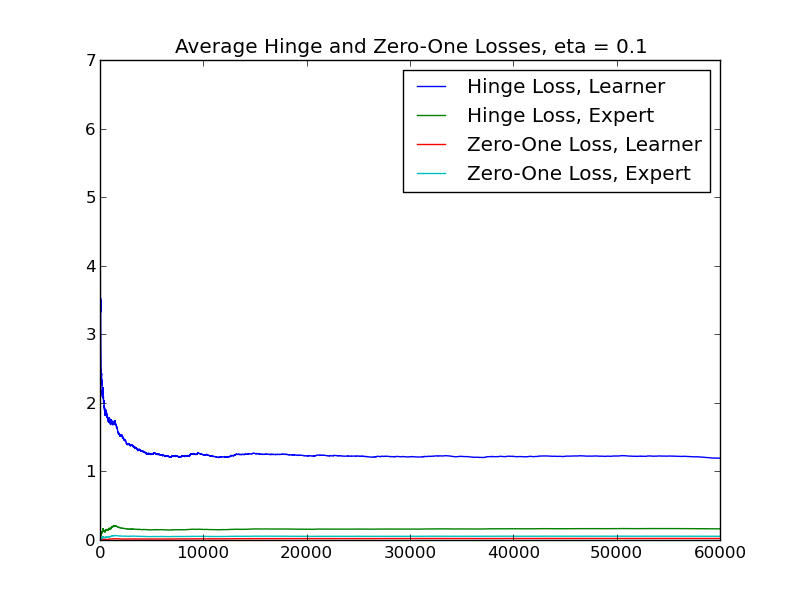 Average Hinge and Zero-One Losses, eta = 0.1
7
6
5
4
3
2
1
0
Hinge Loss, Learner
Hinge Loss, Expert
Zero-One Loss, Learner
Zero-One Loss, Expert
0 10000 20000 30000 40000 50000 60000